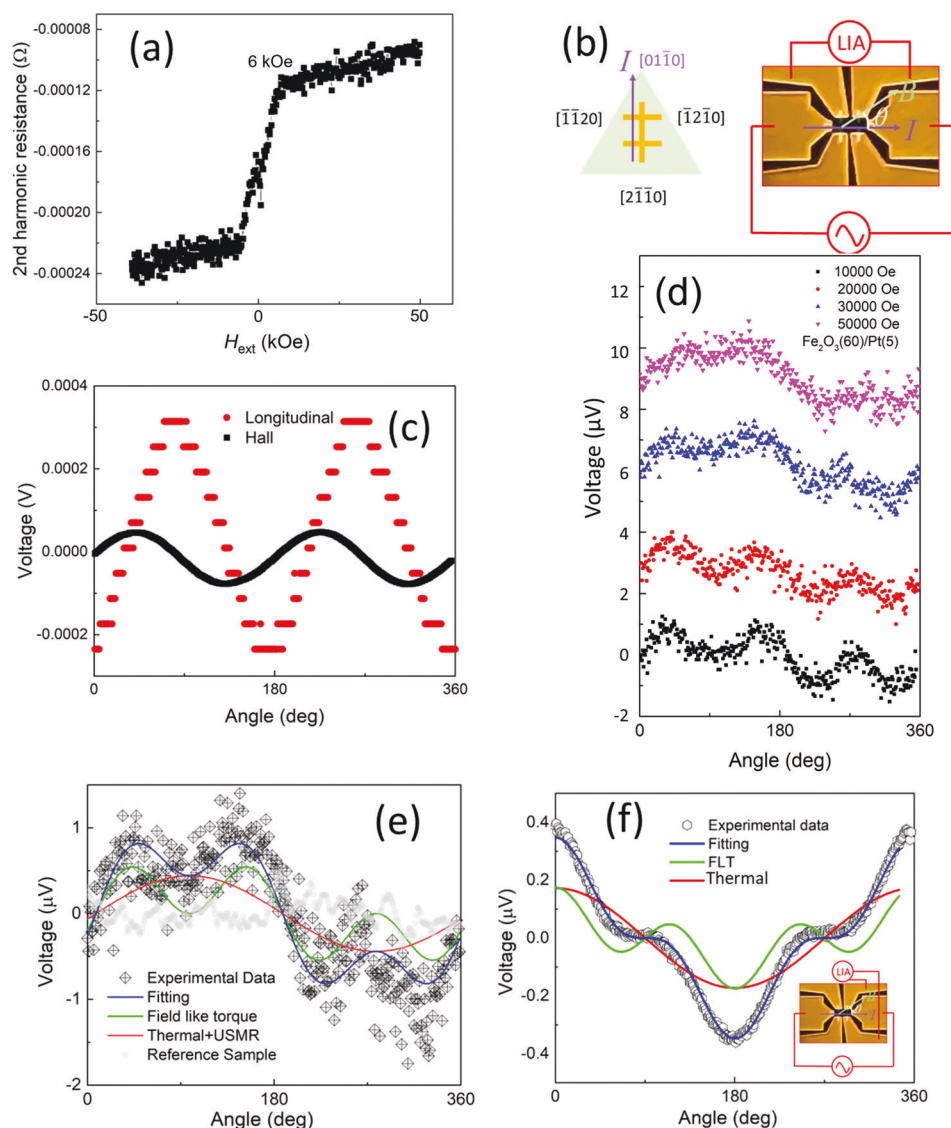 (a)
2nd harmonic resistance (Ω)
-0.00008
-0.00012
-0.00016
-0.00020
-0.00024
6 kOe
-50
0
50
H_ext (kOe)
(b)
I [01̄10]
[1̄1̄20]
[1̄21̄0]
[21̄1̄0]
LIA
B
θ
I
(c)
Voltage (V)
0.0004
0.0002
0.0000
-0.0002
Longitudinal
Hall
0
180
360
Angle (deg)
(d)
Voltage (µV)
12
10
8
6
4
2
0
-2
10000 Oe
20000 Oe
30000 Oe
50000 Oe
Fe₂O₃(60)/Pt(5)
0
180
360
Angle (deg)
(e)
Voltage (µV)
1
0
-1
-2
Experimental Data
Fitting
Field like torque
Thermal+USMR
Reference Sample
0
180
360
Angle (deg)
(f)
Voltage (µV)
0.4
0.2
0.0
-0.2
-0.4
Experimental data
Fitting
FLT
Thermal
LIA
B
I
0
180
360
Angle (deg)